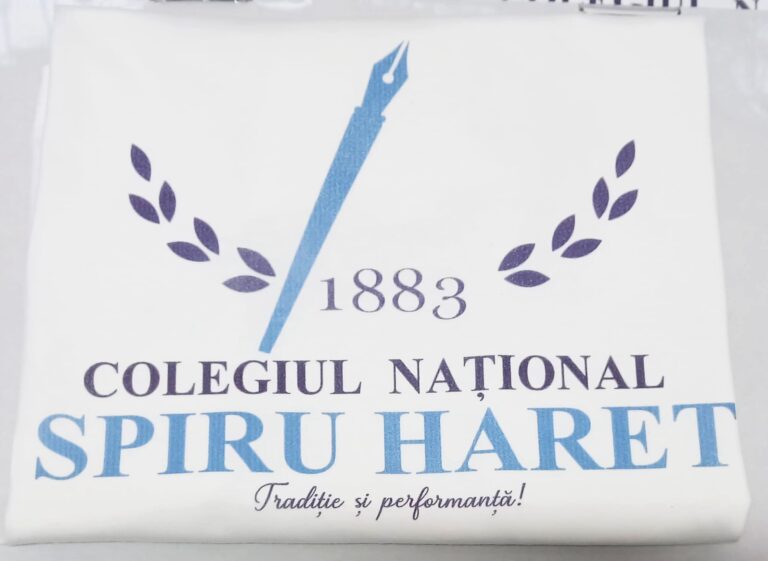 1883
COLEGIUL NAȚIONAL
SPIRU HARET
Tradiție și performanță!